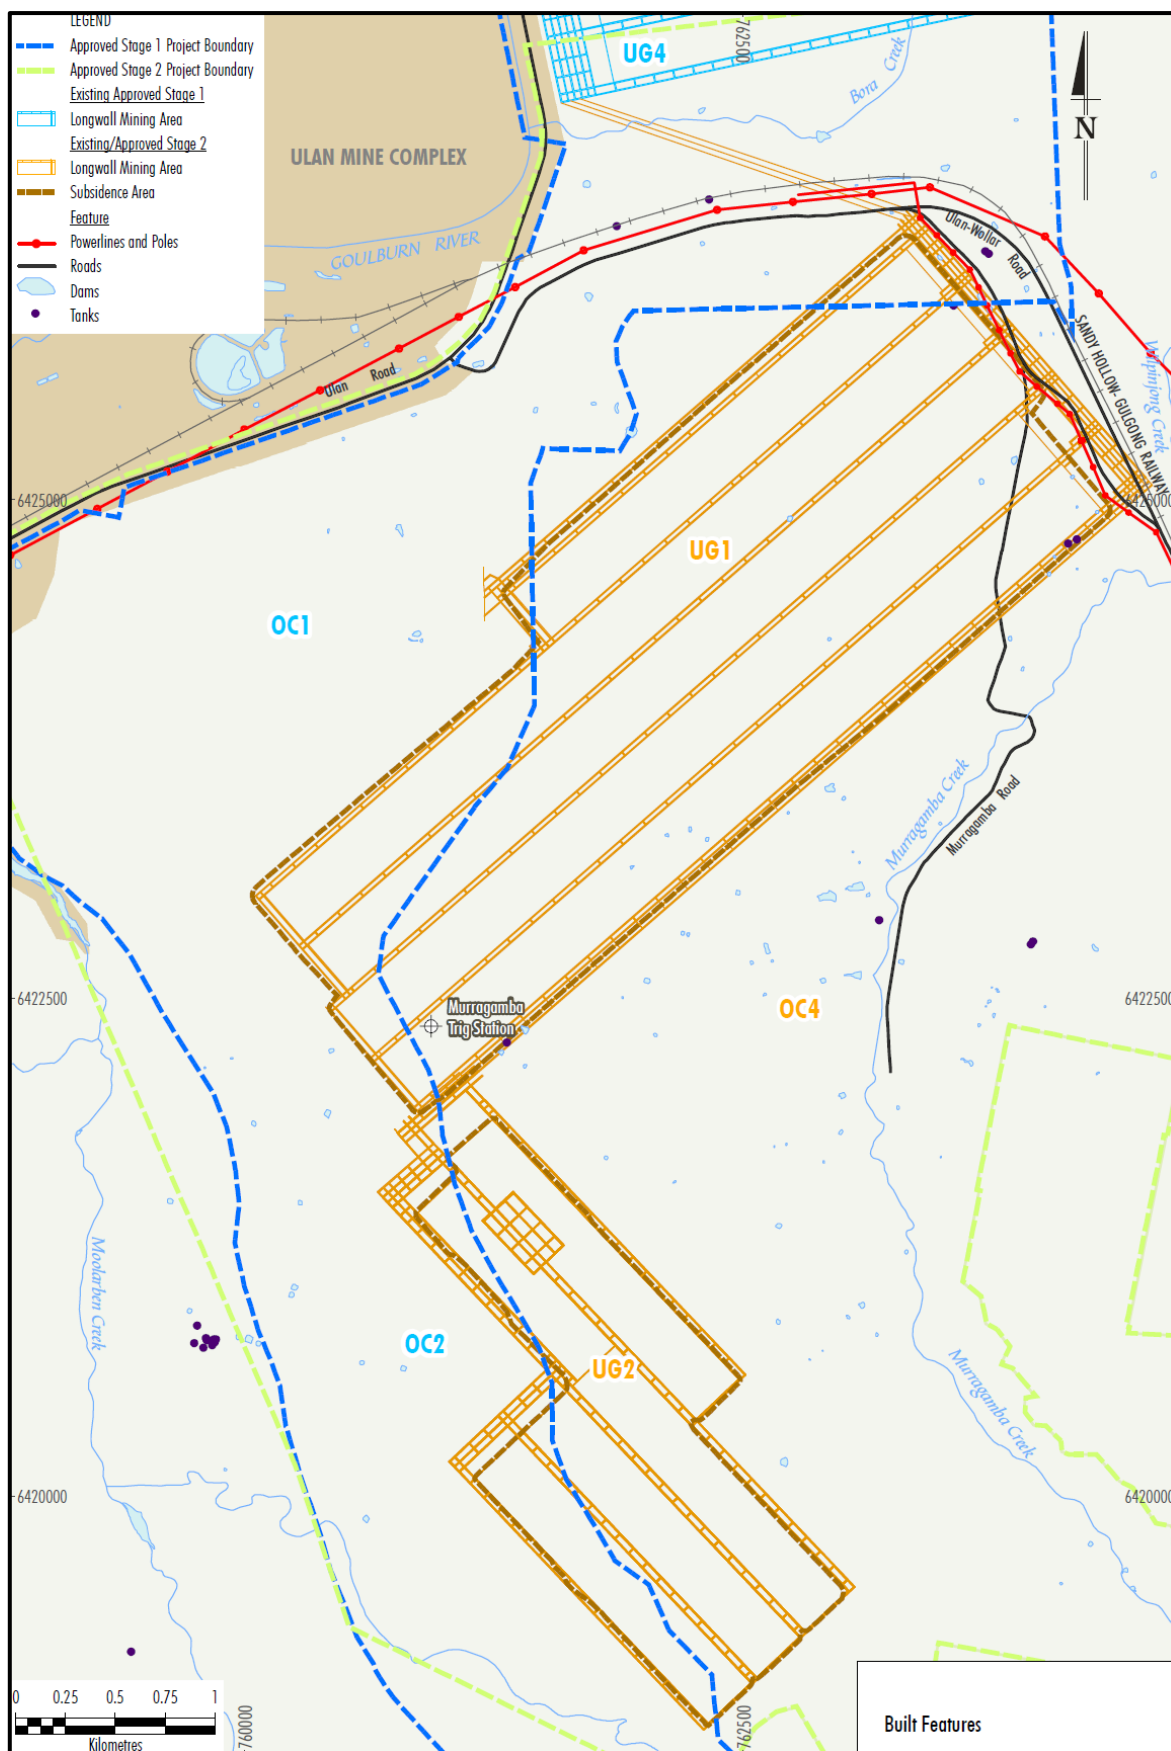 LEGEND
Approved Stage 1 Project Boundary
Approved Stage 2 Project Boundary
Existing Approved Stage 1
Longwall Mining Area
Existing/Approved Stage 2
Longwall Mining Area
Subsidence Area
Feature
Powerlines and Poles
Roads
Dams
Tanks
UG4
762500
Bora Creek
N
ULAN MINE COMPLEX
GOULBURN RIVER
Ulan-Wollar Road
SANDY HOLLOW-GULGONG RAILWAY
Wilpinjong Creek
Ulan Road
6425000
6425000
UG1
OC1
Murragamba Creek
Murragamba Road
6422500
6422500
Murragamba
Trig Station
OC4
Moolarben Creek
OC2
UG2
Murragamba Creek
6420000
6420000
0 0.25 0.5 0.75 1
Kilometres
760000
762500
Built Features